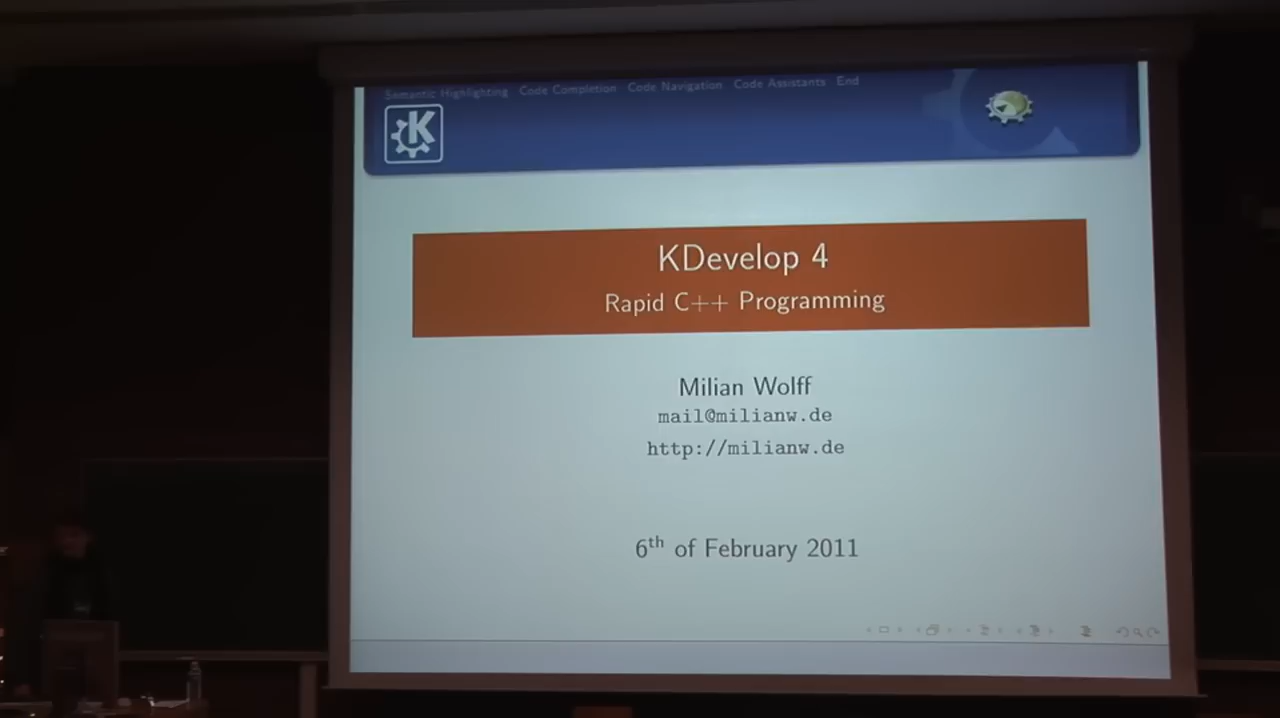 Semantic Highlighting Code Completion Code Navigation Code Assistants End
K
KDevelop 4
Rapid C++ Programming
Milian Wolff
mail@milianw.de
http://milianw.de
6th of February 2011